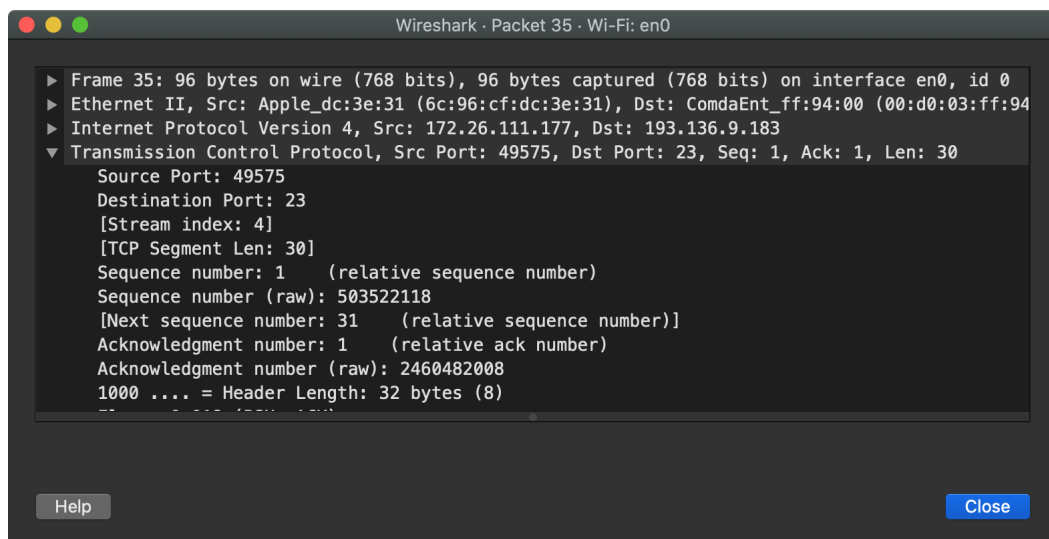 Wireshark · Packet 35 · Wi-Fi: en0
▶ Frame 35: 96 bytes on wire (768 bits), 96 bytes captured (768 bits) on interface en0, id 0
▶ Ethernet II, Src: Apple_dc:3e:31 (6c:96:cf:dc:3e:31), Dst: ComdaEnt_ff:94:00 (00:d0:03:ff:94
▶ Internet Protocol Version 4, Src: 172.26.111.177, Dst: 193.136.9.183
▼ Transmission Control Protocol, Src Port: 49575, Dst Port: 23, Seq: 1, Ack: 1, Len: 30
Source Port: 49575
Destination Port: 23
[Stream index: 4]
[TCP Segment Len: 30]
Sequence number: 1    (relative sequence number)
Sequence number (raw): 503522118
[Next sequence number: 31    (relative sequence number)]
Acknowledgment number: 1    (relative ack number)
Acknowledgment number (raw): 2460482008
1000 .... = Header Length: 32 bytes (8)
Help
Close